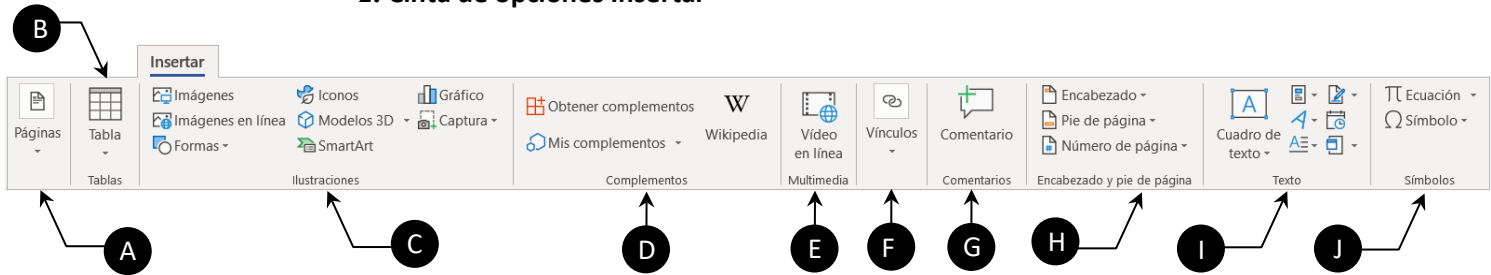 2. Cinta de opciones Insertar
B
Insertar
Páginas
Tabla
Tablas
Imágenes
Imágenes en línea
Formas
Iconos
Modelos 3D
SmartArt
Gráfico
Captura
Ilustraciones
Obtener complementos
Mis complementos
W
Wikipedia
Complementos
Vídeo
en línea
Multimedia
Vínculos
Comentario
Comentarios
Encabezado
Pie de página
Número de página
Encabezado y pie de página
A
Cuadro de
texto
A
A
Texto
π Ecuación
Ω Símbolo
Símbolos
A
C
D
E
F
G
H
I
J